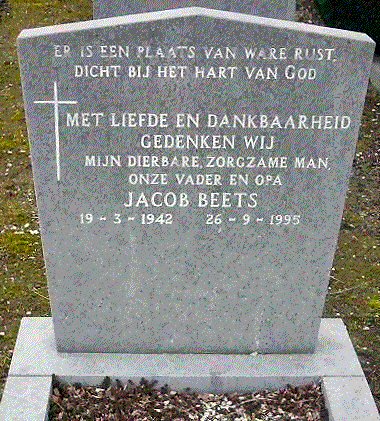 ER IS EEN PLAATS VAN WARE RUST,
DICHT BIJ HET HART VAN GOD
MET LIEFDE EN DANKBAARHEID
GEDENKEN WIJ
MIJN DIERBARE, ZORGZAME MAN,
ONZE VADER EN OPA
JACOB BEETS
19 - 3 - 1942 26 - 9 - 1995